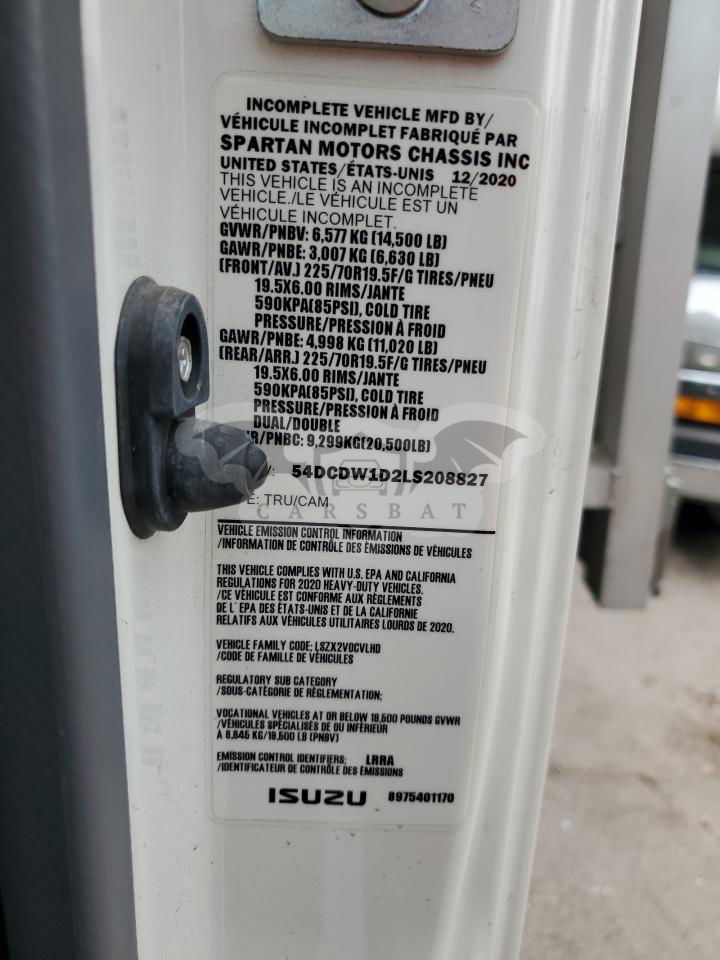 INCOMPLETE VEHICLE MFD BY/
VÉHICULE INCOMPLET FABRIQUÉ PAR
SPARTAN MOTORS CHASSIS INC
UNITED STATES/ÉTATS-UNIS 12/2020
THIS VEHICLE IS AN INCOMPLETE
VEHICLE./LE VÉHICULE EST UN
VÉHICULE INCOMPLET.
GVWR/PNBV: 6,577 KG (14,500 LB)
GAWR/PNBE: 3,007 KG (6,630 LB)
(FRONT/AV.) 225/70R19.5F/G TIRES/PNEU
19.5X6.00 RIMS/JANTE
590KPA(85PSI), COLD TIRE
PRESSURE/PRESSION À FROID
GAWR/PNBE: 4,998 KG (11,020 LB)
(REAR/ARR.) 225/70R19.5F/G TIRES/PNEU
19.5X6.00 RIMS/JANTE
590KPA(85PSI), COLD TIRE
PRESSURE/PRESSION À FROID
DUAL/DOUBLE
R/PNBC: 9,299KG(20,500LB)
: 54DCDW1D2LS208827
E: TRU/CAM
CARSBAT
VEHICLE EMISSION CONTROL INFORMATION
/INFORMATION DE CONTRÔLE DES ÉMISSIONS DE VÉHICULES
THIS VEHICLE COMPLIES WITH U.S. EPA AND CALIFORNIA
REGULATIONS FOR 2020 HEAVY-DUTY VEHICLES.
/CE VÉHICULE EST CONFORME AUX RÈGLEMENTS
DE L' EPA DES ÉTATS-UNIS ET DE LA CALIFORNIE
RELATIFS AUX VÉHICULES UTILITAIRES LOURDS DE 2020.
VEHICLE FAMILY CODE: LSZX2VOCVLHD
/CODE DE FAMILLE DE VÉHICULES
REGULATORY SUB CATEGORY
/SOUS-CATÉGORIE DE RÉGLEMENTATION:
VOCATIONAL VEHICLES AT OR BELOW 19,500 POUNDS GVWR
/VÉHICULES SPÉCIALISÉS DE OU INFÉRIEUR
À 8,845 KG/19,500 LB (PNBV)
EMISSION CONTROL IDENTIFIERS: LRRA
/IDENTIFICATEUR DE CONTRÔLE DES ÉMISSIONS
ISUZU 8975401170